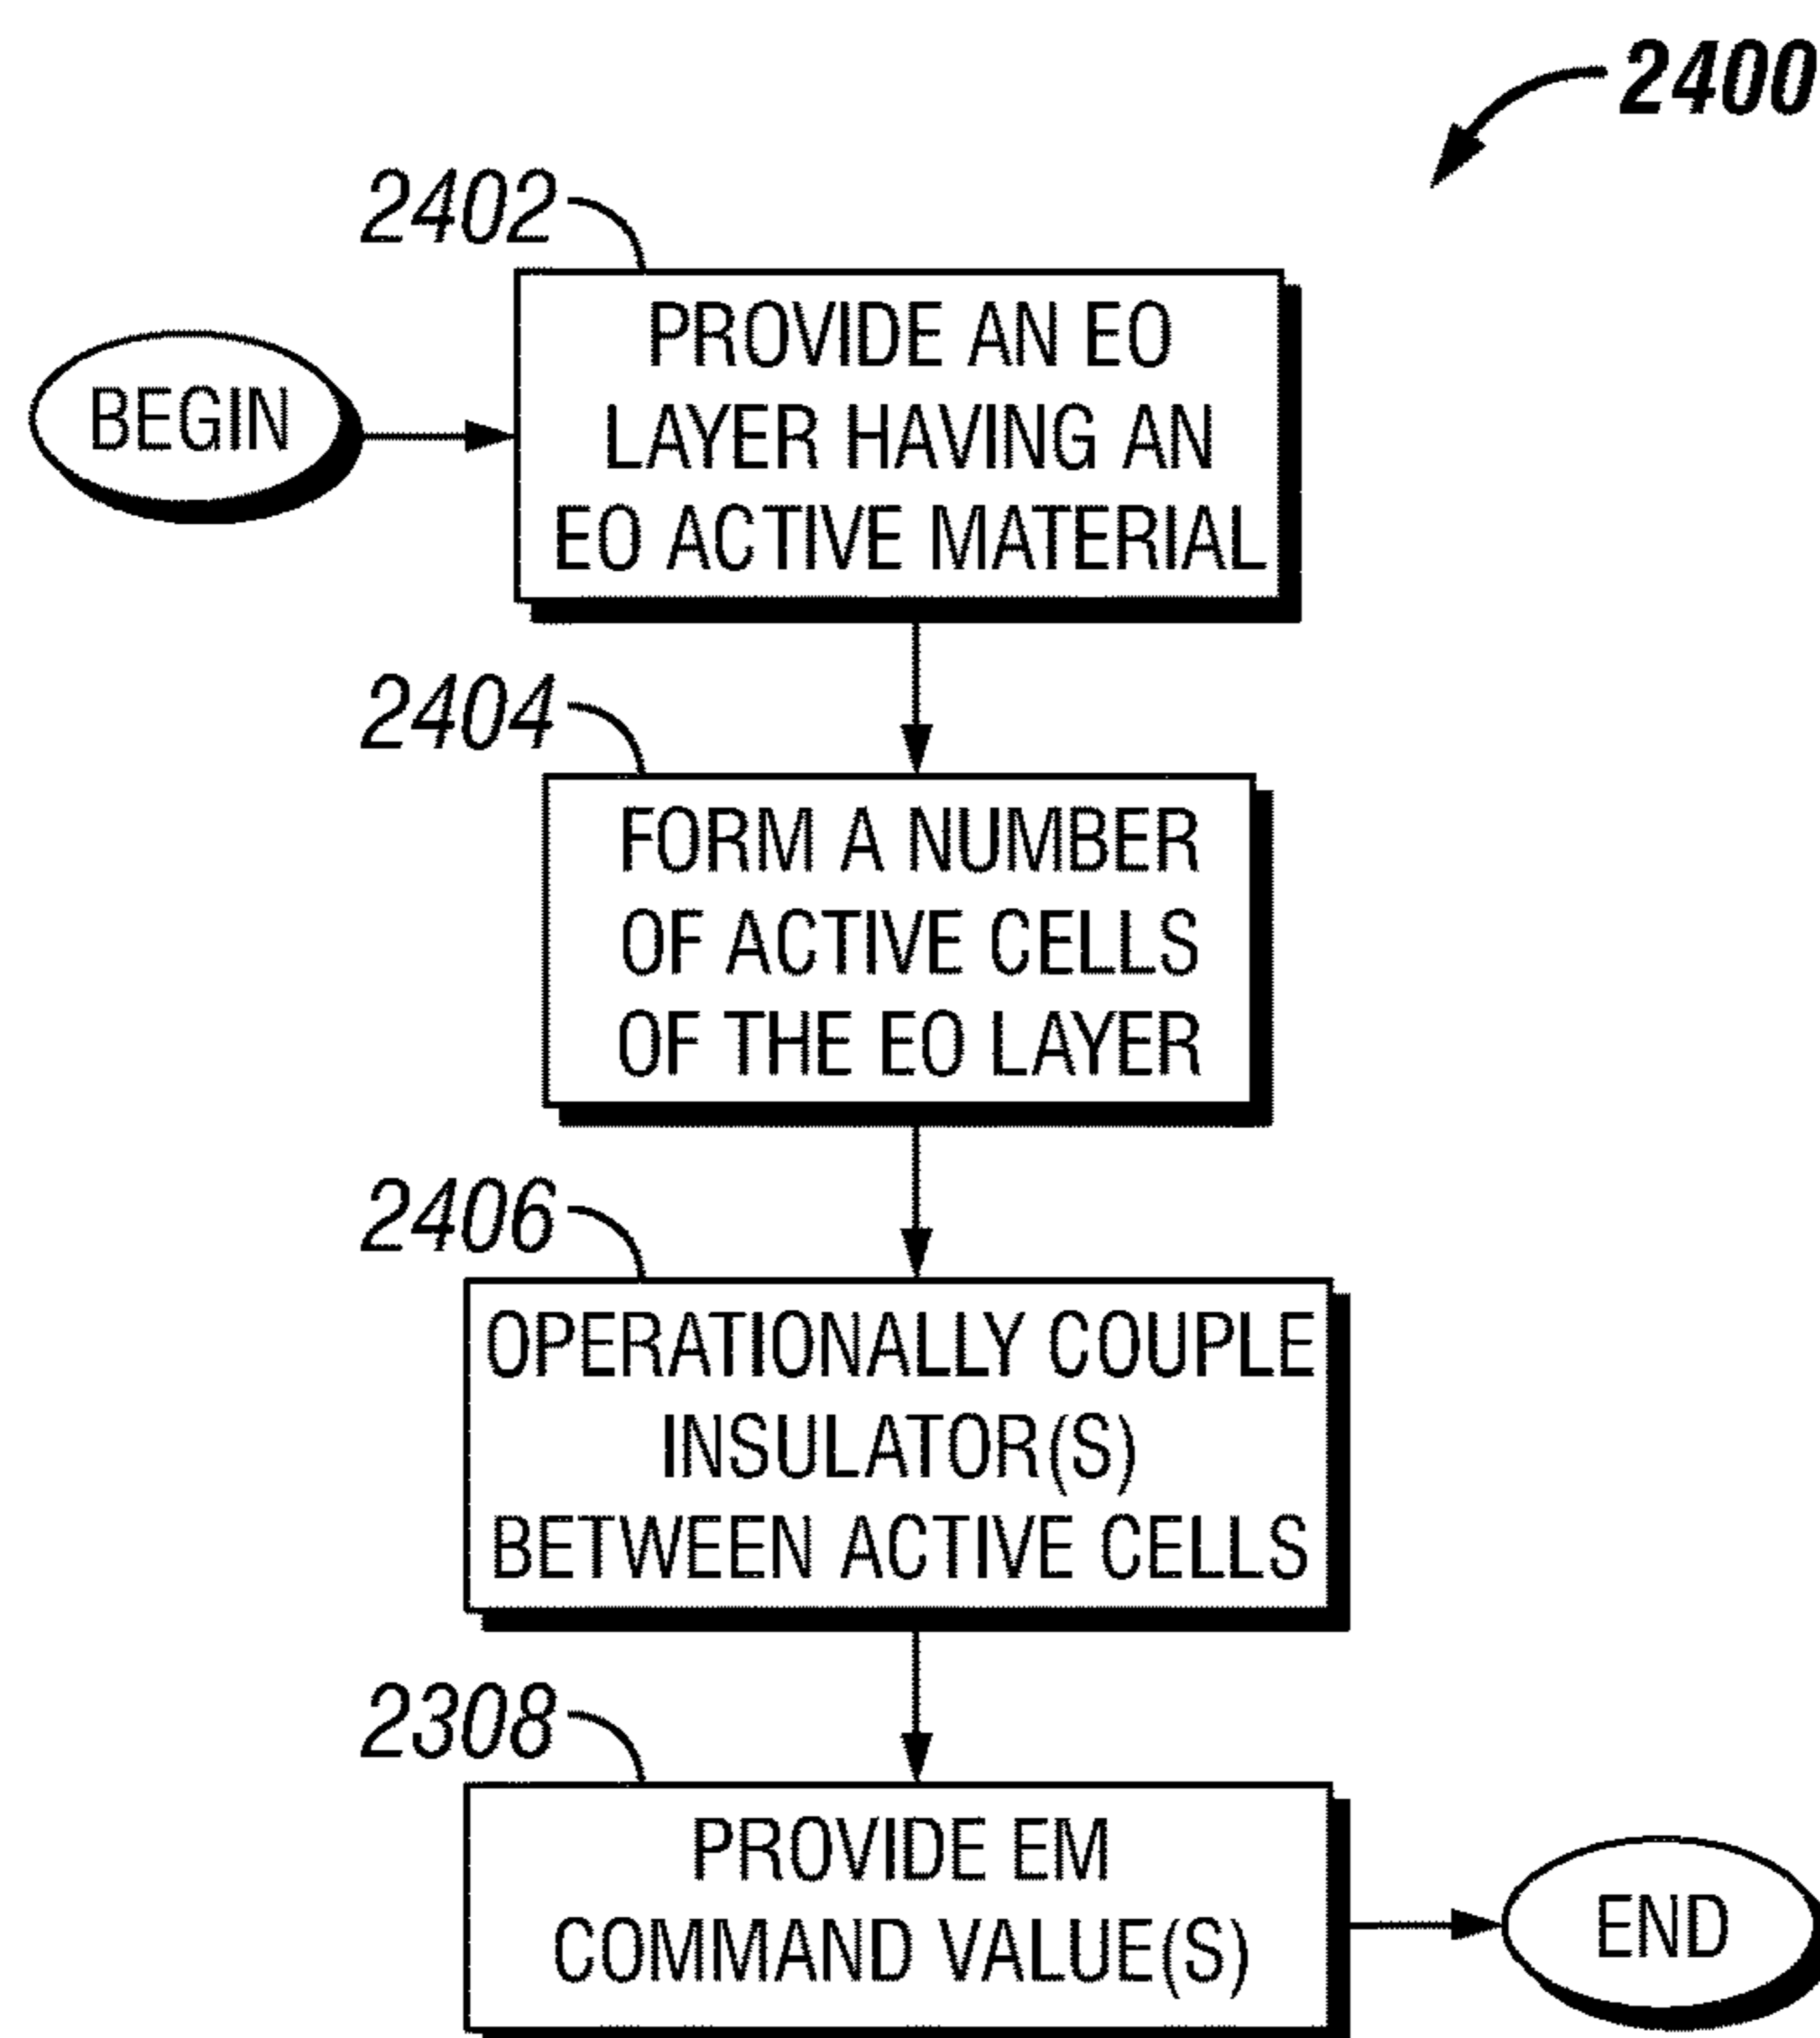 2400
2402
BEGIN
PROVIDE AN EO
LAYER HAVING AN
EO ACTIVE MATERIAL
2404
FORM A NUMBER
OF ACTIVE CELLS
OF THE EO LAYER
2406
OPERATIONALLY COUPLE
INSULATOR(S)
BETWEEN ACTIVE CELLS
2308
PROVIDE EM
COMMAND VALUE(S)
END